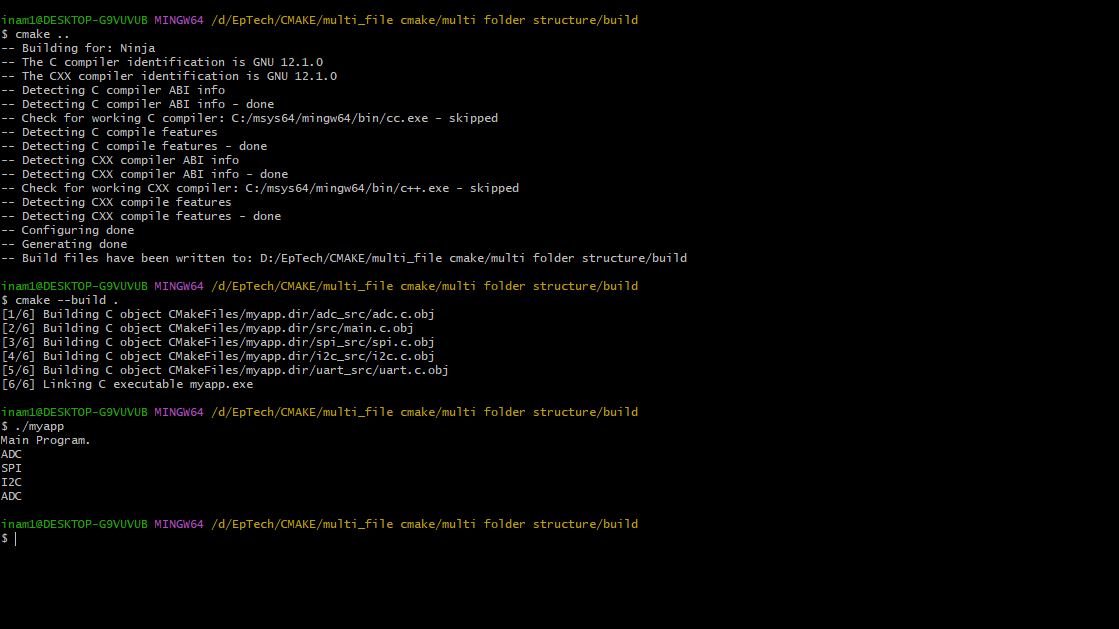 inam1@DESKTOP-G9VUVUB MINGW64 /d/EpTech/CMAKE/multi_file cmake/multi folder structure/build
$ cmake ..
-- Building for: Ninja
-- The C compiler identification is GNU 12.1.0
-- The CXX compiler identification is GNU 12.1.0
-- Detecting C compiler ABI info
-- Detecting C compiler ABI info - done
-- Check for working C compiler: C:/msys64/mingw64/bin/cc.exe - skipped
-- Detecting C compile features
-- Detecting C compile features - done
-- Detecting CXX compiler ABI info
-- Detecting CXX compiler ABI info - done
-- Check for working CXX compiler: C:/msys64/mingw64/bin/c++.exe - skipped
-- Detecting CXX compile features
-- Detecting CXX compile features - done
-- Configuring done
-- Generating done
-- Build files have been written to: D:/EpTech/CMAKE/multi_file cmake/multi folder structure/build
inam1@DESKTOP-G9VUVUB MINGW64 /d/EpTech/CMAKE/multi_file cmake/multi folder structure/build
$ cmake --build .
[1/6] Building C object CMakeFiles/myapp.dir/adc_src/adc.c.obj
[2/6] Building C object CMakeFiles/myapp.dir/src/main.c.obj
[3/6] Building C object CMakeFiles/myapp.dir/spi_src/spi.c.obj
[4/6] Building C object CMakeFiles/myapp.dir/i2c_src/i2c.c.obj
[5/6] Building C object CMakeFiles/myapp.dir/uart_src/uart.c.obj
[6/6] Linking C executable myapp.exe
inam1@DESKTOP-G9VUVUB MINGW64 /d/EpTech/CMAKE/multi_file cmake/multi folder structure/build
$ ./myapp
Main Program.
ADC
SPI
I2C
ADC
inam1@DESKTOP-G9VUVUB MINGW64 /d/EpTech/CMAKE/multi_file cmake/multi folder structure/build
$